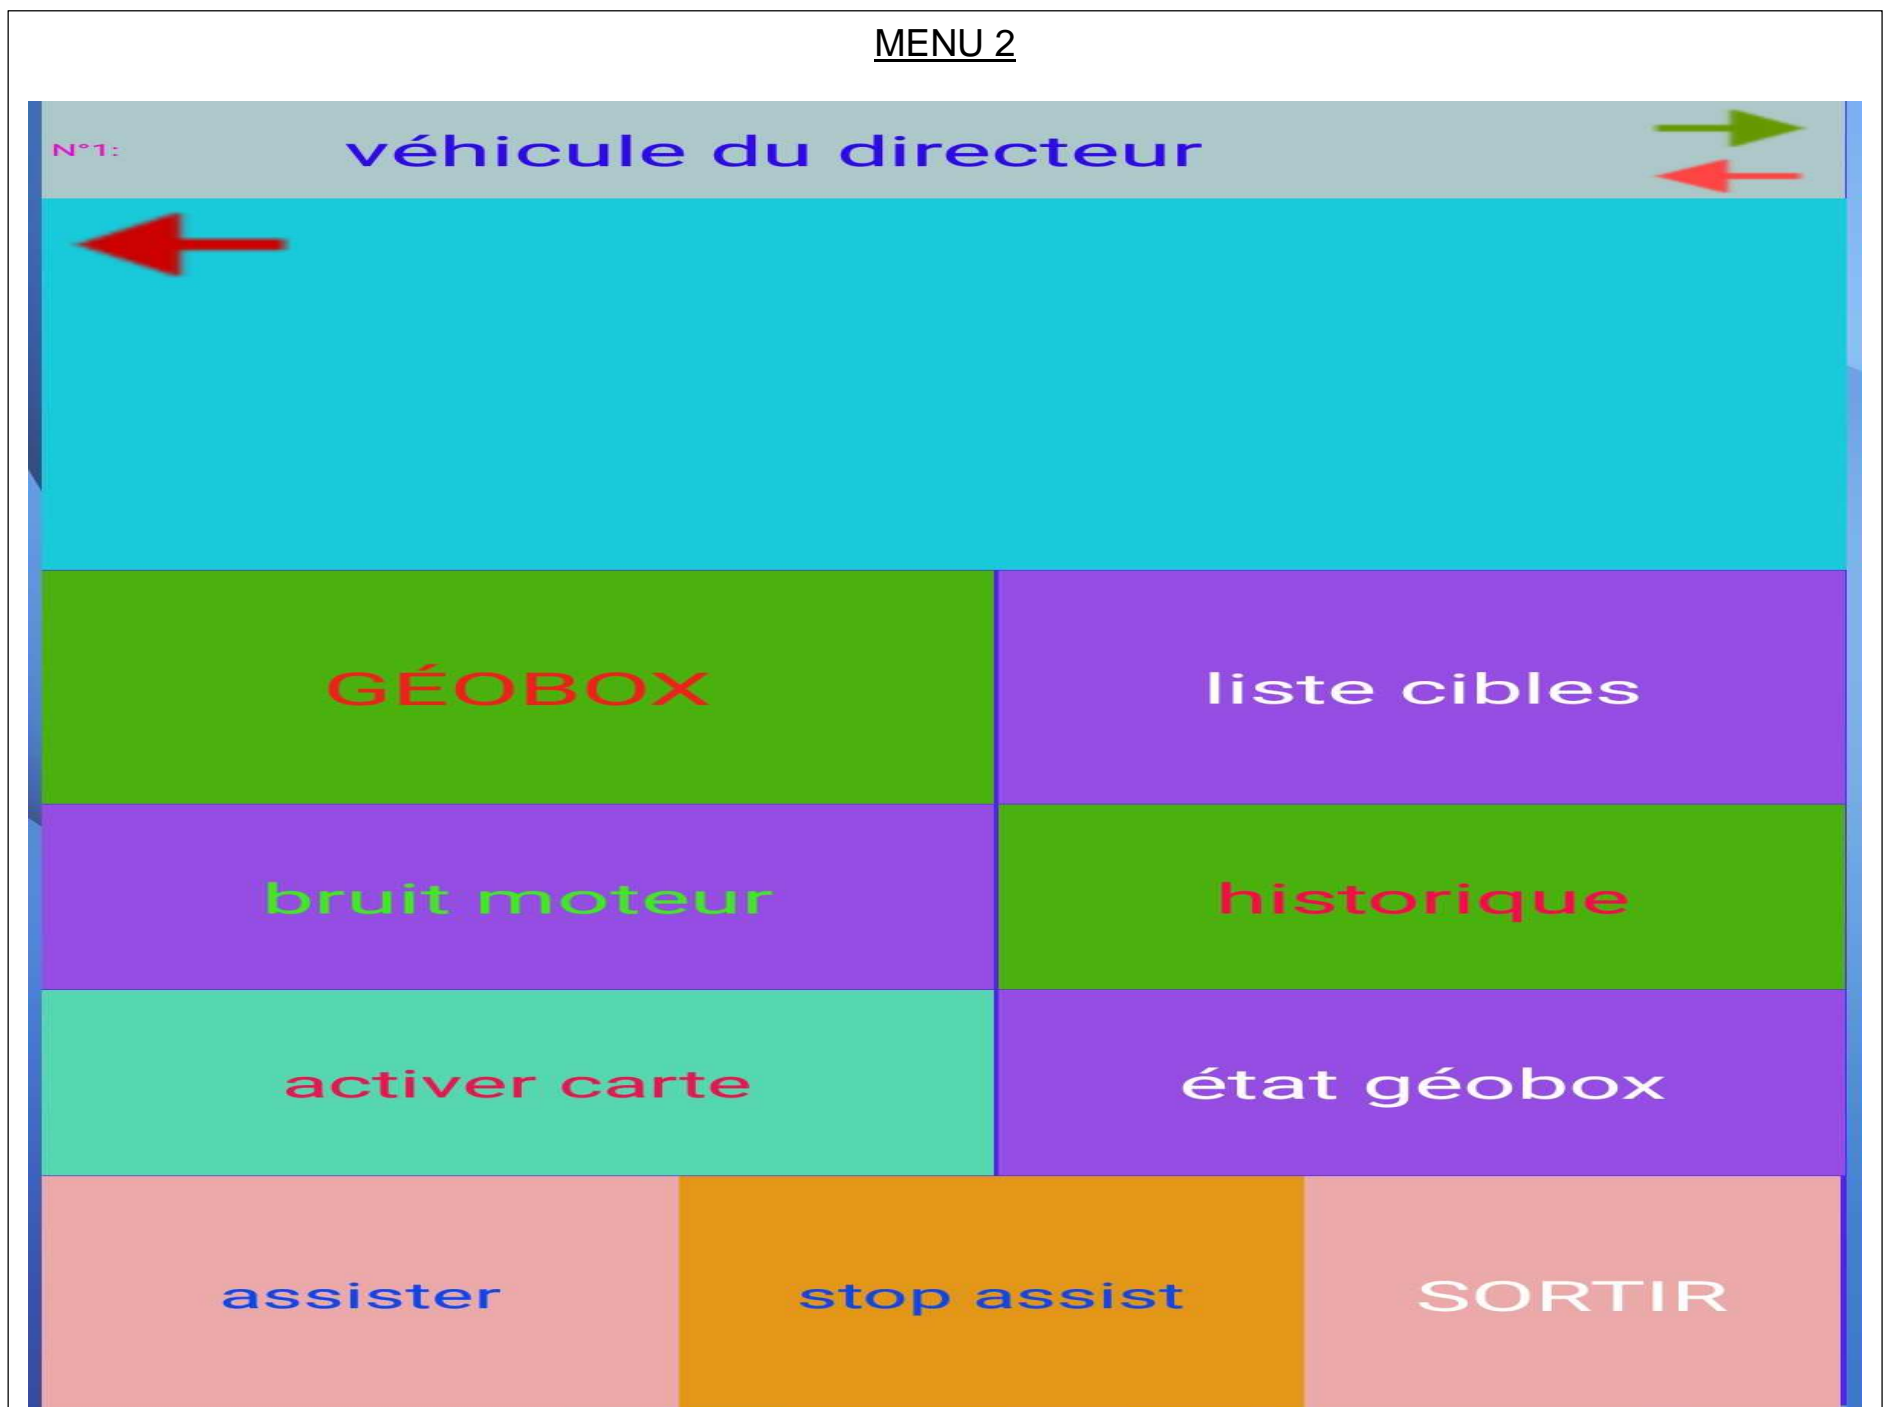 MENU 2
N°1: véhicule du directeur
GÉOBOX liste cibles
bruit moteur historique
activer carte état géobox
assister stop assist SORTIR